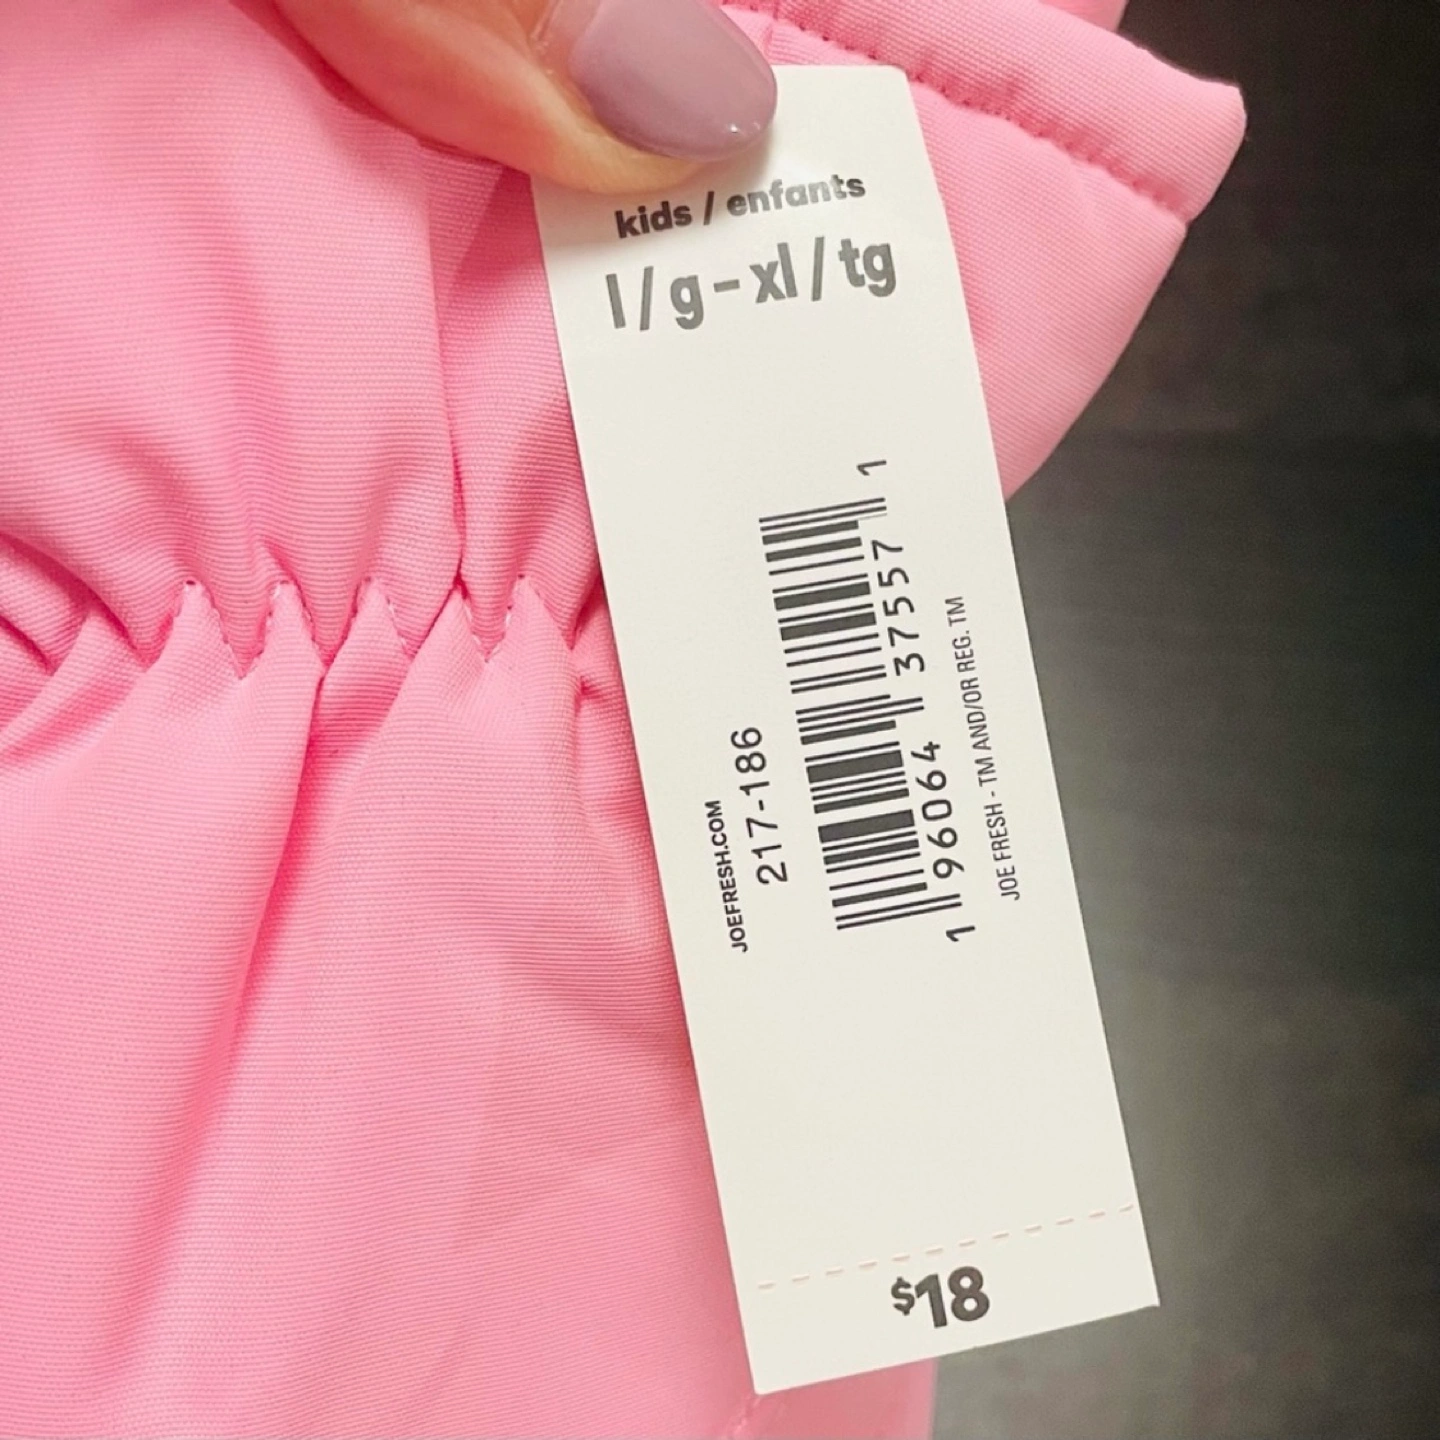 kids / enfants
l / g - xl / tg
JOEFRESH.COM
217-186
1 96064 37557 1
JOE FRESH - TM AND/OR REG. TM
$18